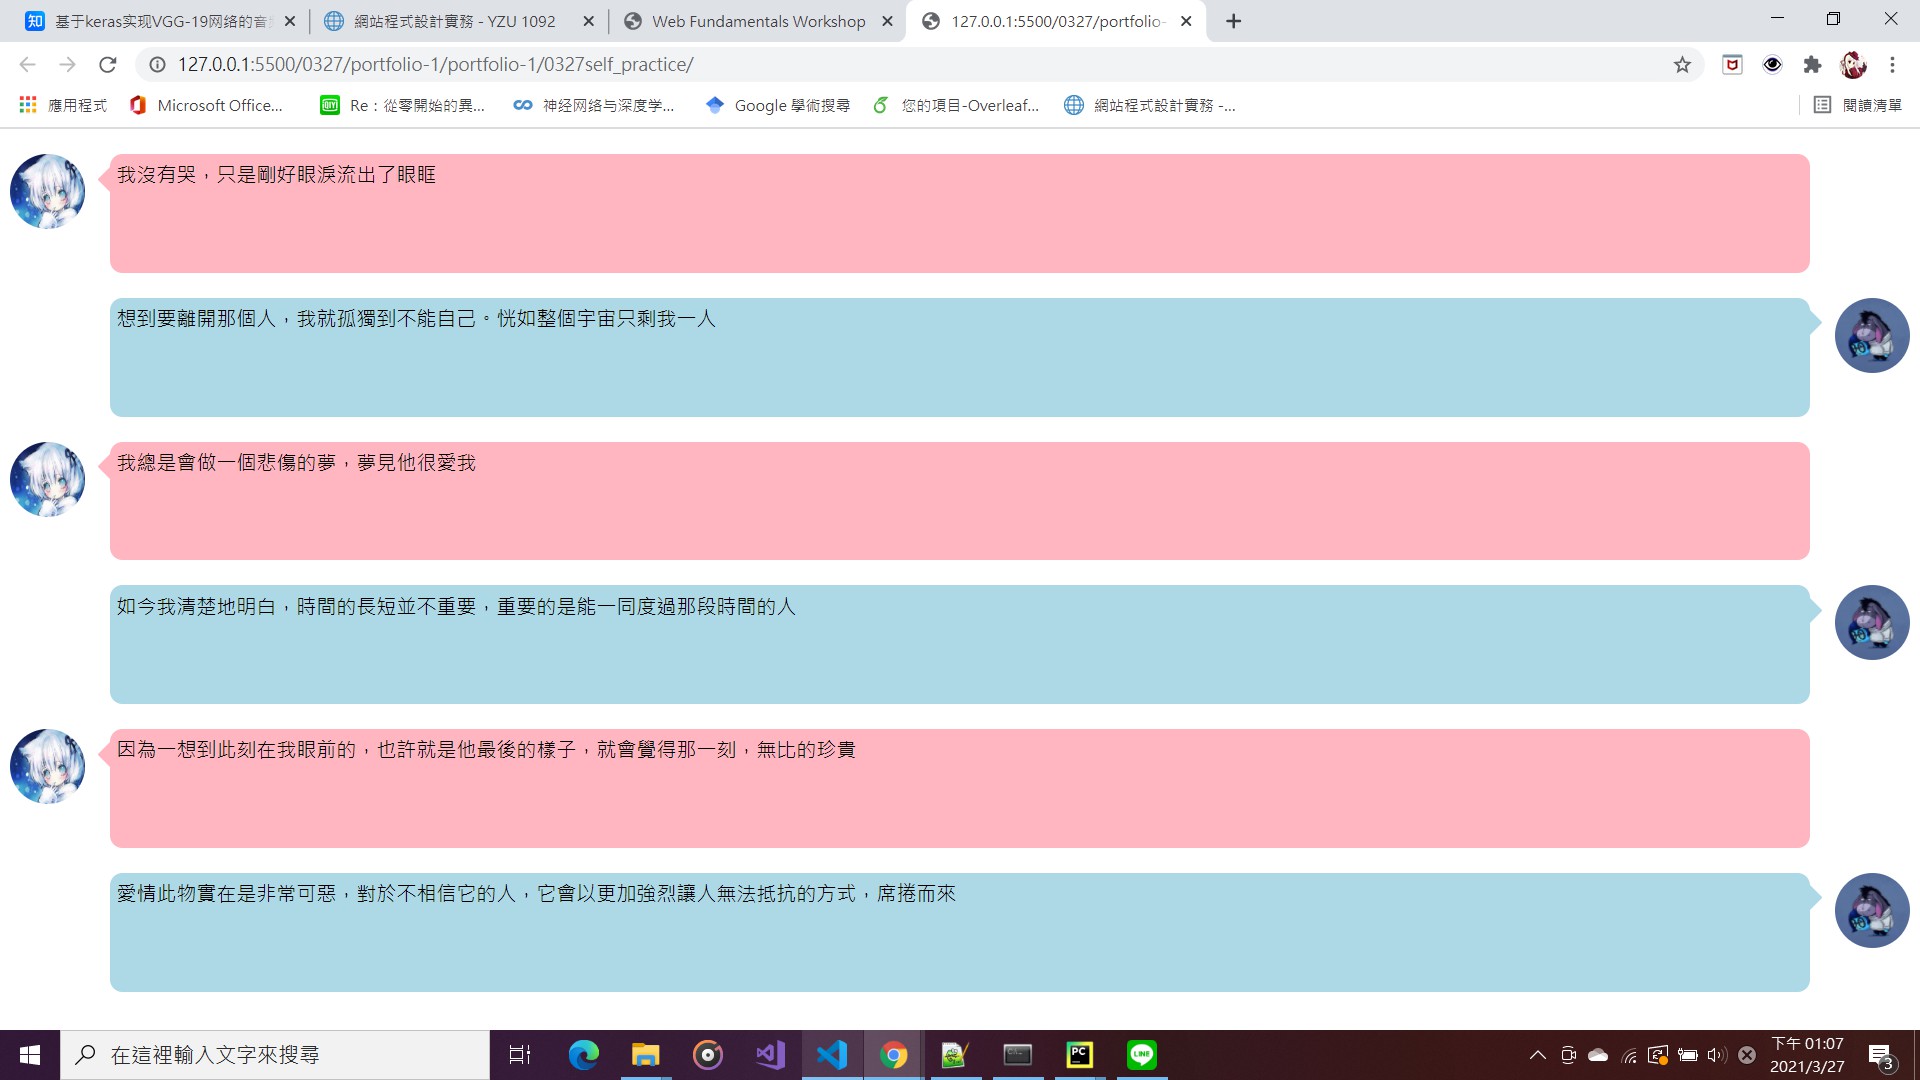 基于keras实现VGG-19网络的音
網站程式設計實務 - YZU 1092
Web Fundamentals Workshop
127.0.0.1:5500/0327/portfolio-
127.0.0.1:5500/0327/portfolio-1/portfolio-1/0327self_practice/
應用程式
Microsoft Office...
Re：從零開始的異...
神经网络与深度学...
Google 學術搜尋
您的項目-Overleaf...
網站程式設計實務 -...
閱讀清單
我沒有哭，只是剛好眼淚流出了眼眶
想到要離開那個人，我就孤獨到不能自己。恍如整個宇宙只剩我一人
我總是會做一個悲傷的夢，夢見他很愛我
如今我清楚地明白，時間的長短並不重要，重要的是能一同度過那段時間的人
因為一想到此刻在我眼前的，也許就是他最後的樣子，就會覺得那一刻，無比的珍貴
愛情此物實在是非常可惡，對於不相信它的人，它會以更加強烈讓人無法抵抗的方式，席捲而來
在這裡輸入文字來搜尋
下午 01:07
2021/3/27
3